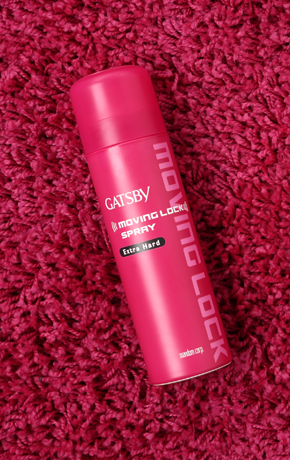 GATSBY
MOVING LOCK
SPRAY
Extra Hard
mandom corp.
MOVING LOCK